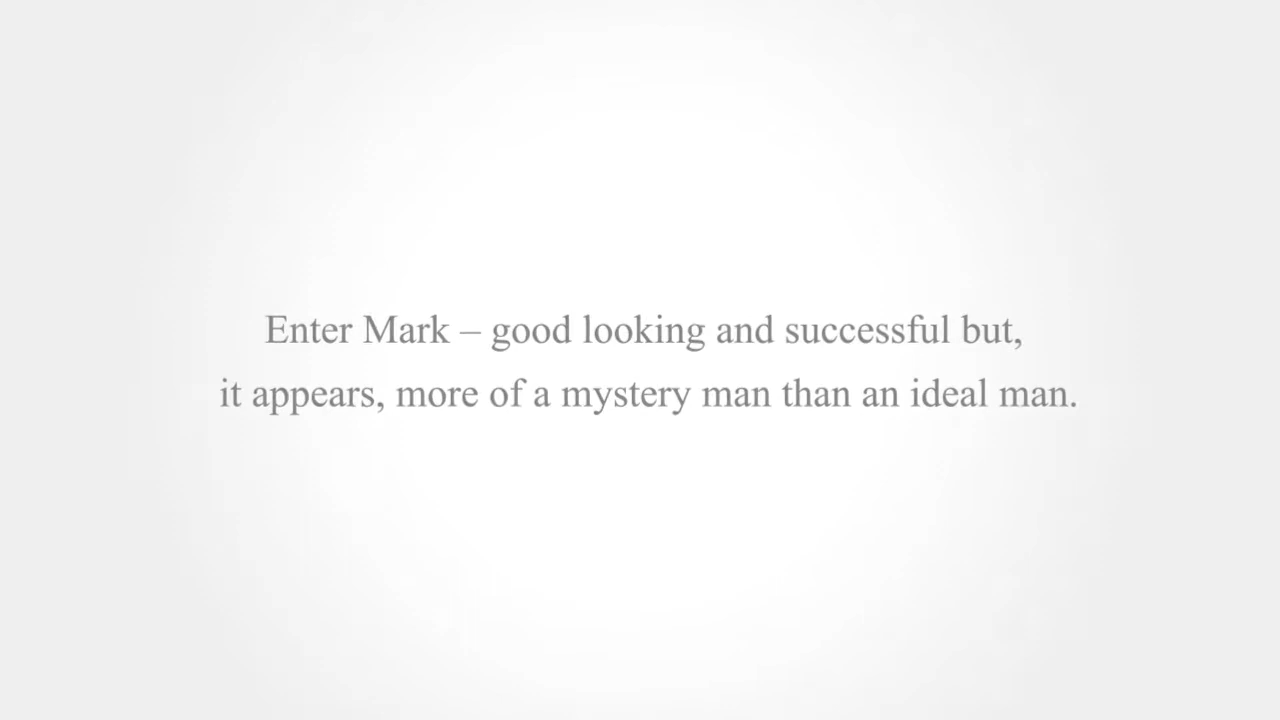 Enter Mark – good looking and successful but,
it appears, more of a mystery man than an ideal man.